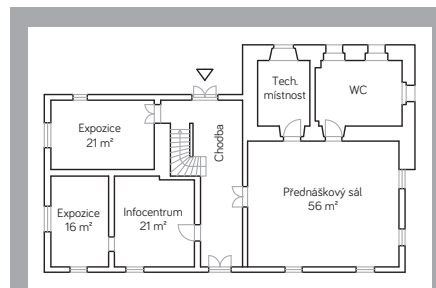 Tech.
místnost
WC
Expozice
21 m²
Chodba
Přednáškový sál
56 m²
Expozice
16 m²
Infocentrum
21 m²